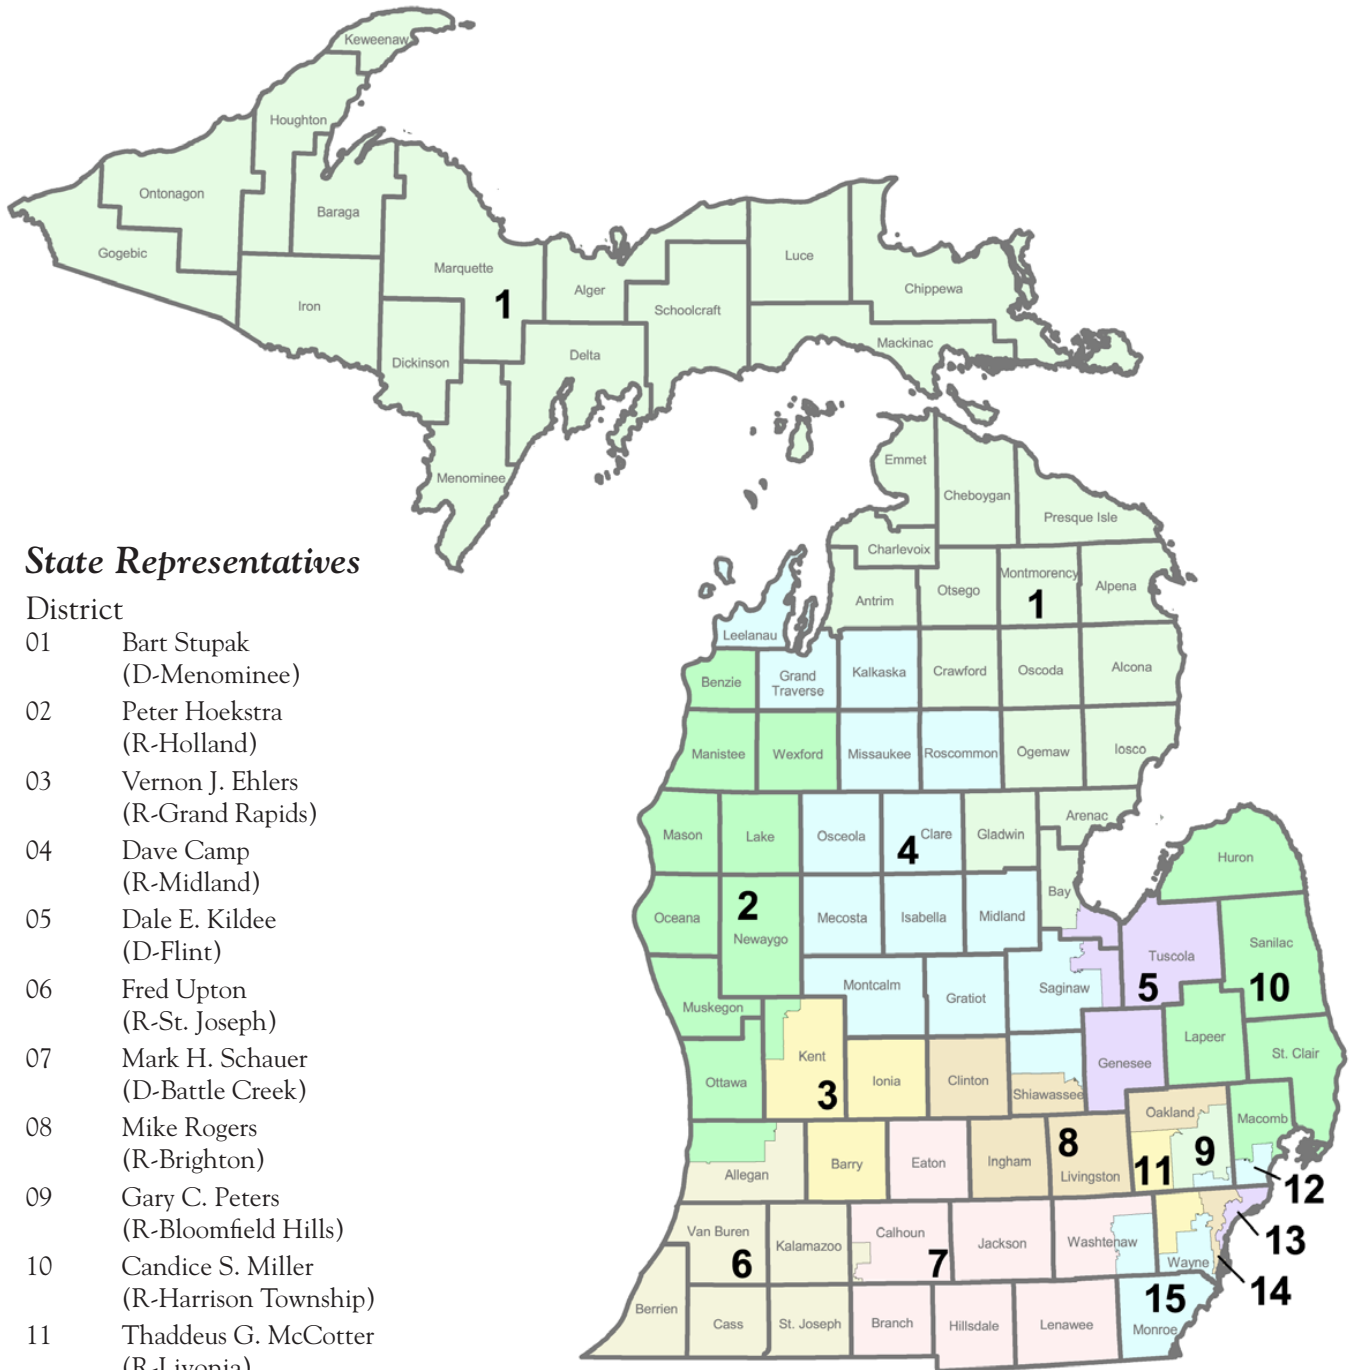 Keweenaw
Houghton
Ontonagon
Baraga
Gogebic
Marquette
Luce
Iron
1
Alger
Chippewa
Schoolcraft
Dickinson
Delta
Mackinac
Menominee
Emmet
Cheboygan
Presque Isle
Charlevoix
Montmorency
Antrim
Otsego
1
Alpena
Leelanau
Benzie
Grand
Traverse
Kalkaska
Crawford
Oscoda
Alcona
Manistee
Wexford
Missaukee
Roscommon
Ogemaw
Iosco
Mason
Lake
Osceola
4
Clare
Gladwin
Arenac
Huron
Bay
2
Oceana
Newaygo
Mecosta
Isabella
Midland
Sanilac
Tuscola
5
10
Muskegon
Montcalm
Gratiot
Saginaw
Kent
3
Ottawa
Ionia
Clinton
Shiawassee
Genesee
Lapeer
St. Clair
Oakland
Macomb
Allegan
Barry
Eaton
Ingham
8
Livingston
11
9
12
Van Buren
6
Kalamazoo
Calhoun
7
Jackson
Washtenaw
Wayne
13
14
Berrien
Cass
St. Joseph
Branch
Hillsdale
Lenawee
15
Monroe
State Representatives
District
01 Bart Stupak
(D-Menominee)
02 Peter Hoekstra
(R-Holland)
03 Vernon J. Ehlers
(R-Grand Rapids)
04 Dave Camp
(R-Midland)
05 Dale E. Kildee
(D-Flint)
06 Fred Upton
(R-St. Joseph)
07 Mark H. Schauer
(D-Battle Creek)
08 Mike Rogers
(R-Brighton)
09 Gary C. Peters
(R-Bloomfield Hills)
10 Candice S. Miller
(R-Harrison Township)
11 Thaddeus G. McCotter
(R-Livonia)